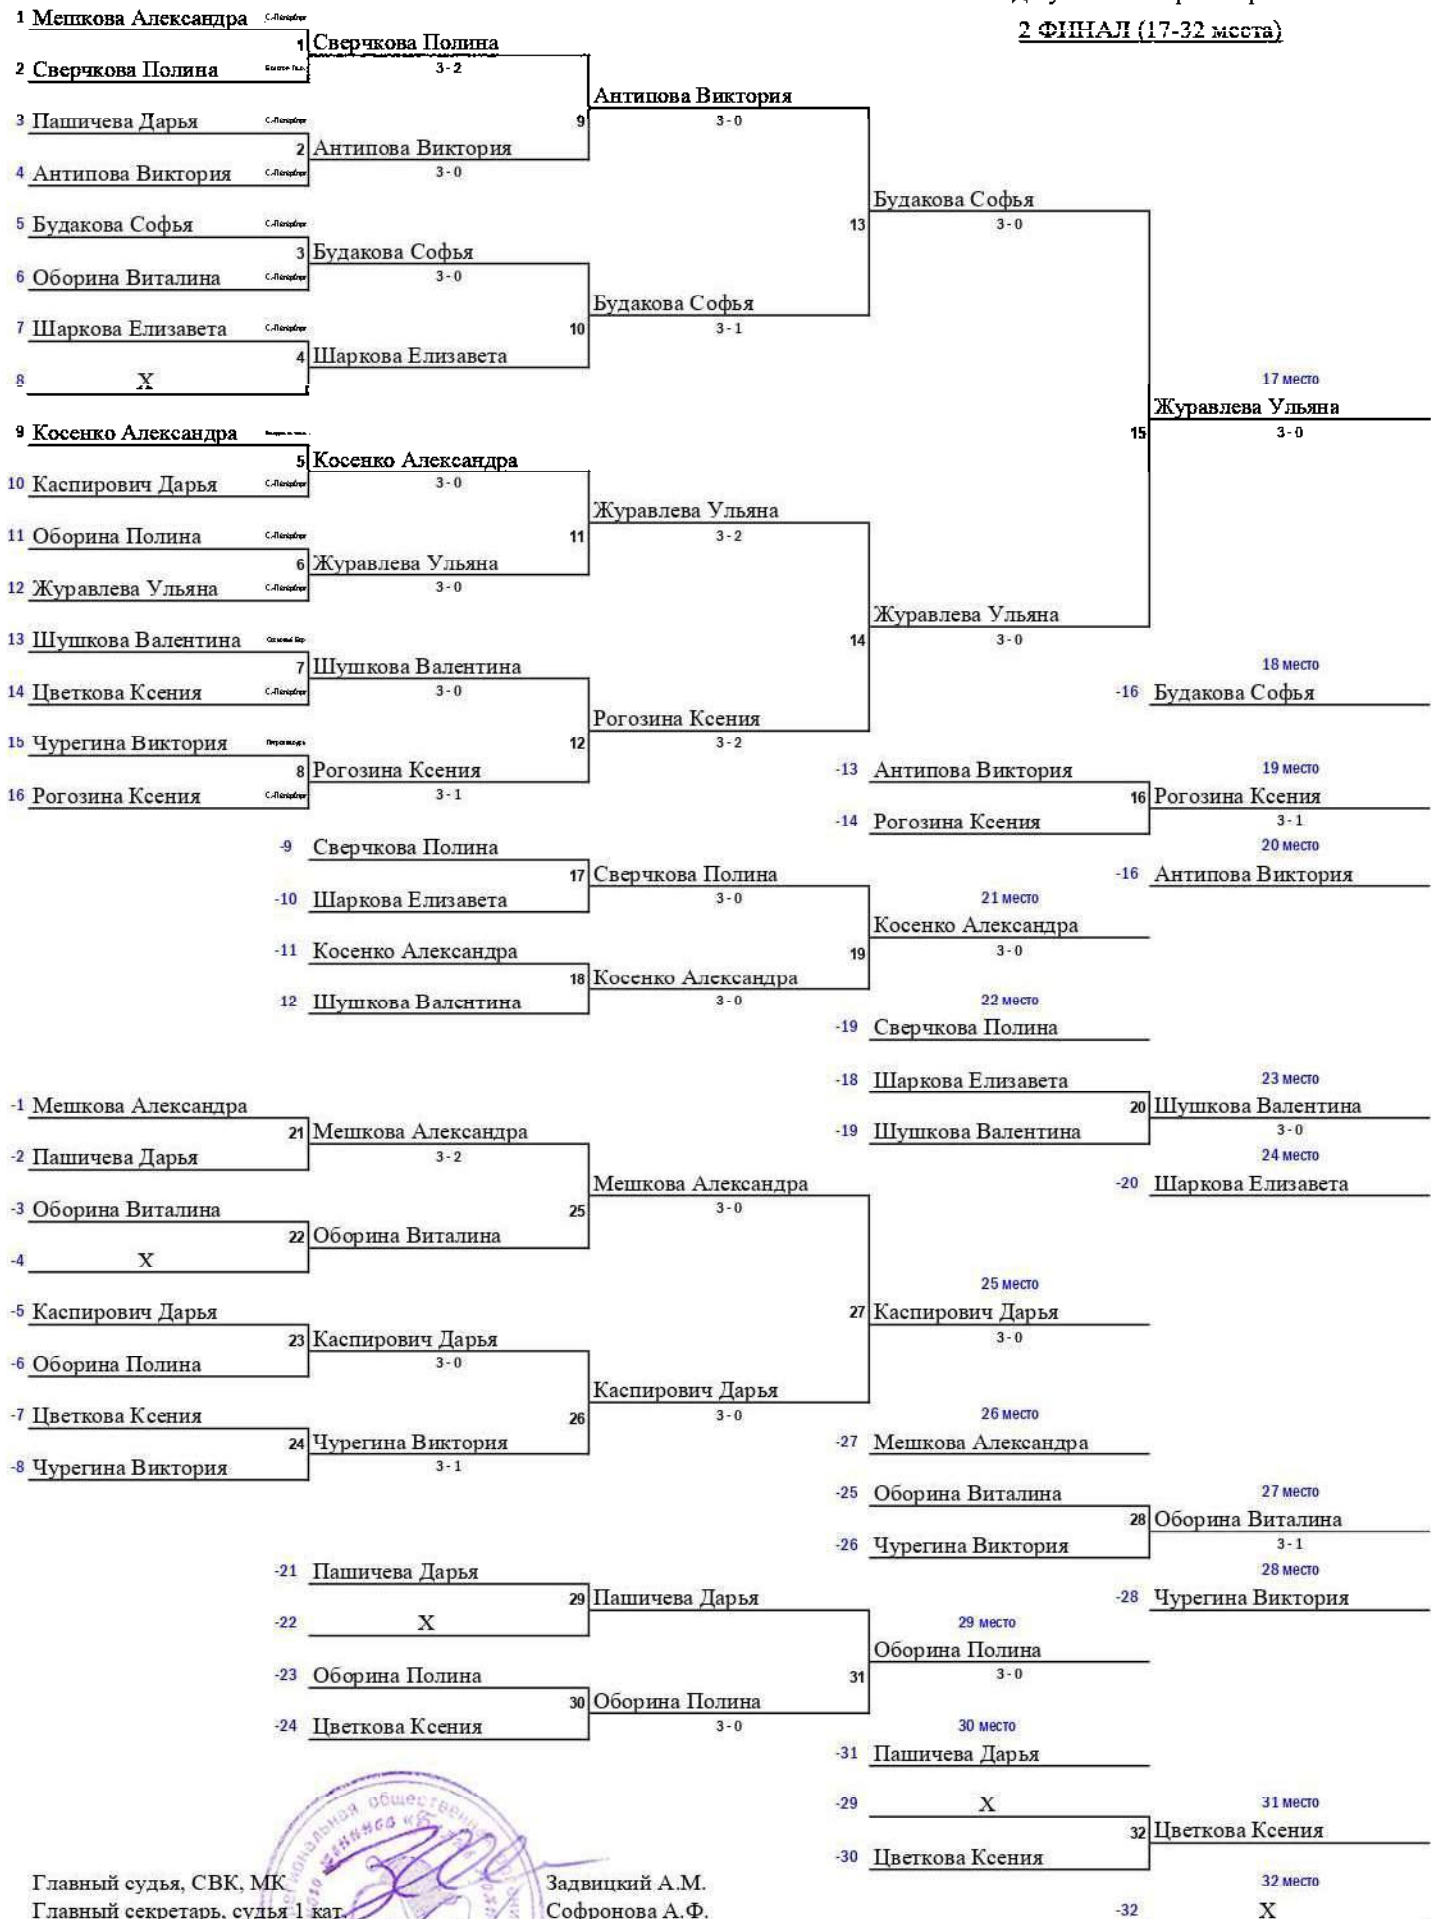 2 ФИНАЛ (17-32 места)
1 Мешкова Александра С.-Петербург
1 Сверчкова Полина
3 - 2
2 Сверчкова Полина
Антипова Виктория
9
3 - 0
3 Пашичева Дарья С.-Петербург
2 Антипова Виктория
3 - 0
4 Антипова Виктория С.-Петербург
Будакова Софья
13
3 - 0
5 Будакова Софья С.-Петербург
3 Будакова Софья
3 - 0
6 Оборина Виталина С.-Петербург
Будакова Софья
10
3 - 1
7 Шаркова Елизавета С.-Петербург
4 Шаркова Елизавета
8 X
17 место
Журавлева Ульяна
15
3 - 0
9 Косенко Александра
5 Косенко Александра
3 - 0
10 Каспирович Дарья С.-Петербург
Журавлева Ульяна
11
3 - 2
11 Оборина Полина С.-Петербург
6 Журавлева Ульяна
3 - 0
12 Журавлева Ульяна С.-Петербург
Журавлева Ульяна
14
3 - 0
13 Шушкова Валентина Сосновый Бор
7 Шушкова Валентина
3 - 0
14 Цветкова Ксения С.-Петербург
18 место
-16 Будакова Софья
Рогозина Ксения
12
3 - 2
15 Чурегина Виктория
8 Рогозина Ксения
3 - 1
16 Рогозина Ксения С.-Петербург
-13 Антипова Виктория
19 место
16 Рогозина Ксения
3 - 1
-14 Рогозина Ксения
20 место
-16 Антипова Виктория
-9 Сверчкова Полина
17 Сверчкова Полина
3 - 0
-10 Шаркова Елизавета
21 место
Косенко Александра
19
3 - 0
-11 Косенко Александра
18 Косенко Александра
3 - 0
12 Шушкова Валентина
22 место
-19 Сверчкова Полина
-18 Шаркова Елизавета
23 место
20 Шушкова Валентина
3 - 0
-19 Шушкова Валентина
24 место
-20 Шаркова Елизавета
-1 Мешкова Александра
21 Мешкова Александра
3 - 2
-2 Пашичева Дарья
Мешкова Александра
25
3 - 0
-3 Оборина Виталина
22 Оборина Виталина
-4 X
25 место
27 Каспирович Дарья
3 - 0
-5 Каспирович Дарья
23 Каспирович Дарья
3 - 0
-6 Оборина Полина
Каспирович Дарья
26
3 - 0
-7 Цветкова Ксения
24 Чурегина Виктория
3 - 1
-8 Чурегина Виктория
26 место
-27 Мешкова Александра
-25 Оборина Виталина
27 место
28 Оборина Виталина
3 - 1
-26 Чурегина Виктория
28 место
-28 Чурегина Виктория
-21 Пашичева Дарья
29 Пашичева Дарья
-22 X
29 место
Оборина Полина
31
3 - 0
-23 Оборина Полина
30 Оборина Полина
3 - 0
-24 Цветкова Ксения
30 место
-31 Пашичева Дарья
-29 X
31 место
32 Цветкова Ксения
-30 Цветкова Ксения
32 место
-32 X
Главный судья, СВК, МК Задвицкий А.М.
Главный секретарь, судья 1 кат. Софронова А.Ф.